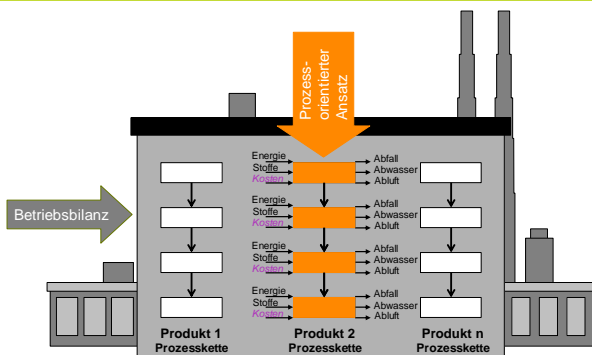 Prozess-
orientierter
Ansatz
Betriebsbilanz
Energie
Stoffe
Kosten
Abfall
Abwasser
Abluft
Energie
Stoffe
Kosten
Abfall
Abwasser
Abluft
Energie
Stoffe
Kosten
Abfall
Abwasser
Abluft
Energie
Stoffe
Kosten
Abfall
Abwasser
Abluft
Produkt 1
Prozesskette
Produkt 2
Prozesskette
Produkt n
Prozesskette